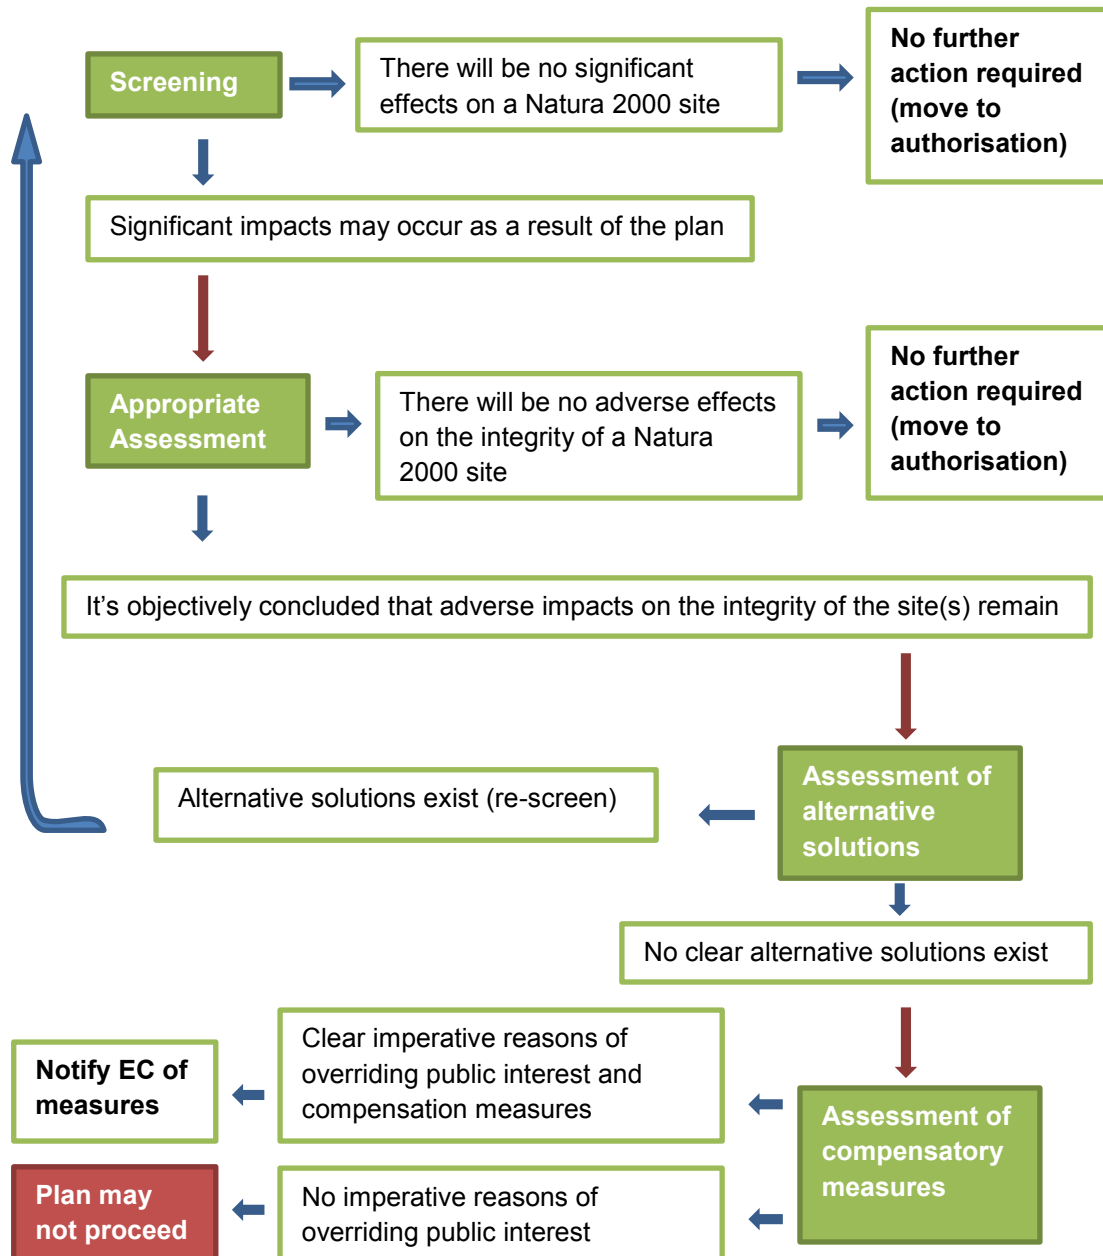 Screening
There will be no significant
effects on a Natura 2000 site
No further
action required
(move to
authorisation)
Significant impacts may occur as a result of the plan
Appropriate
Assessment
There will be no adverse effects
on the integrity of a Natura
2000 site
No further
action required
(move to
authorisation)
It’s objectively concluded that adverse impacts on the integrity of the site(s) remain
Assessment of
alternative
solutions
Alternative solutions exist (re-screen)
No clear alternative solutions exist
Assessment of
compensatory
measures
Clear imperative reasons of
overriding public interest and
compensation measures
Notify EC of
measures
No imperative reasons of
overriding public interest
Plan may
not proceed